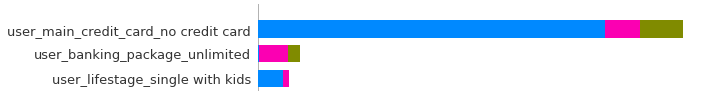 user_main_credit_card_no credit card
user_banking_package_unlimited
user_lifestage_single with kids